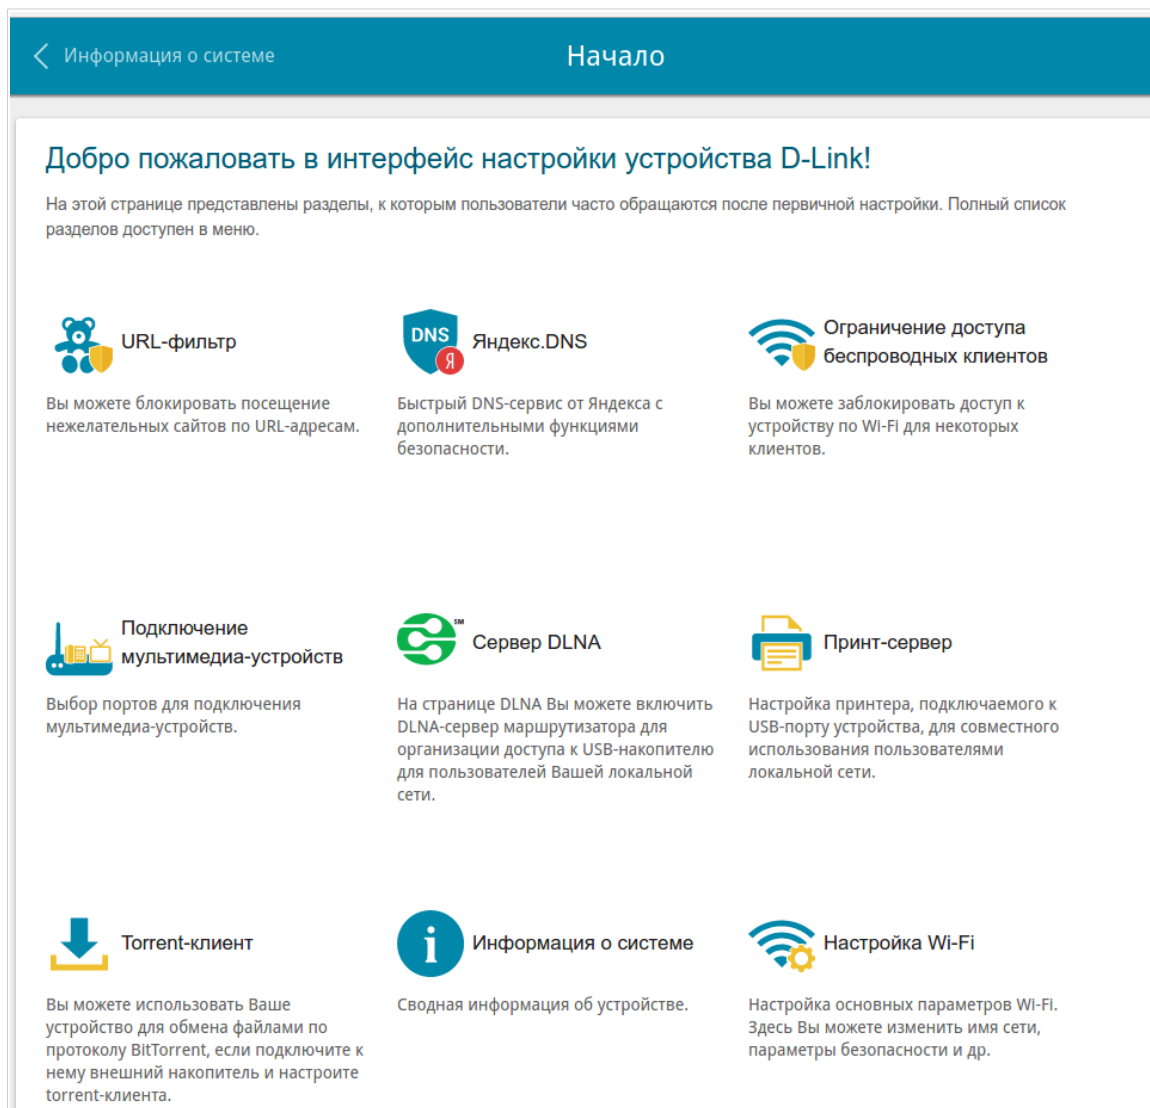 Информация о системе
Начало
Добро пожаловать в интерфейс настройки устройства D-Link!
На этой странице представлены разделы, к которым пользователи часто обращаются после первичной настройки. Полный список
разделов доступен в меню.
URL-фильтр
Вы можете блокировать посещение
нежелательных сайтов по URL-адресам.
DNS
Я
Яндекс.DNS
Быстрый DNS-сервис от Яндекса с
дополнительными функциями
безопасности.
Ограничение доступа
беспроводных клиентов
Вы можете заблокировать доступ к
устройству по Wi-Fi для некоторых
клиентов.
Подключение
мультимедиа-устройств
Выбор портов для подключения
мультимедиа-устройств.
SM
Сервер DLNA
На странице DLNA Вы можете включить
DLNA-сервер маршрутизатора для
организации доступа к USB-накопителю
для пользователей Вашей локальной
сети.
Принт-сервер
Настройка принтера, подключаемого к
USB-порту устройства, для совместного
использования пользователями
локальной сети.
Torrent-клиент
Вы можете использовать Ваше
устройство для обмена файлами по
протоколу BitTorrent, если подключите к
нему внешний накопитель и настроите
torrent-клиента.
i
Информация о системе
Сводная информация об устройстве.
Настройка Wi-Fi
Настройка основных параметров Wi-Fi.
Здесь Вы можете изменить имя сети,
параметры безопасности и др.